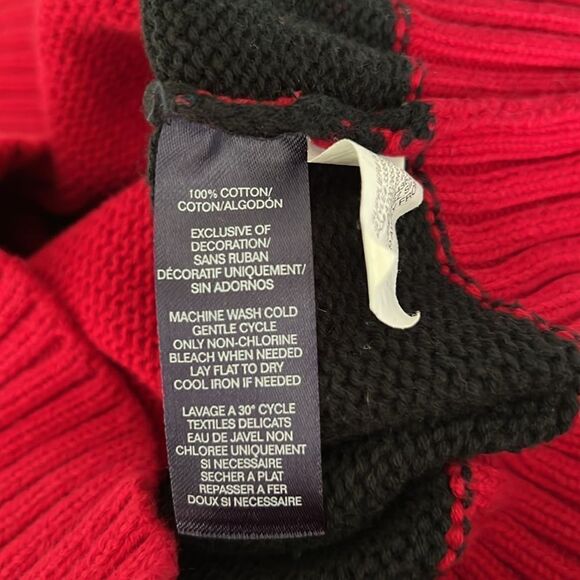 100% COTTON/
COTON/ALGODÓN
EXCLUSIVE OF
DECORATION/
SANS RUBAN
DÉCORATIF UNIQUEMENT/
SIN ADORNOS
MACHINE WASH COLD
GENTLE CYCLE
ONLY NON-CHLORINE
BLEACH WHEN NEEDED
LAY FLAT TO DRY
COOL IRON IF NEEDED
LAVAGE A 30° CYCLE
TEXTILES DELICATS
EAU DE JAVEL NON
CHLOREE UNIQUEMENT
SI NECESSAIRE
SECHER A PLAT
REPASSER A FER
DOUX SI NECESSAIRE